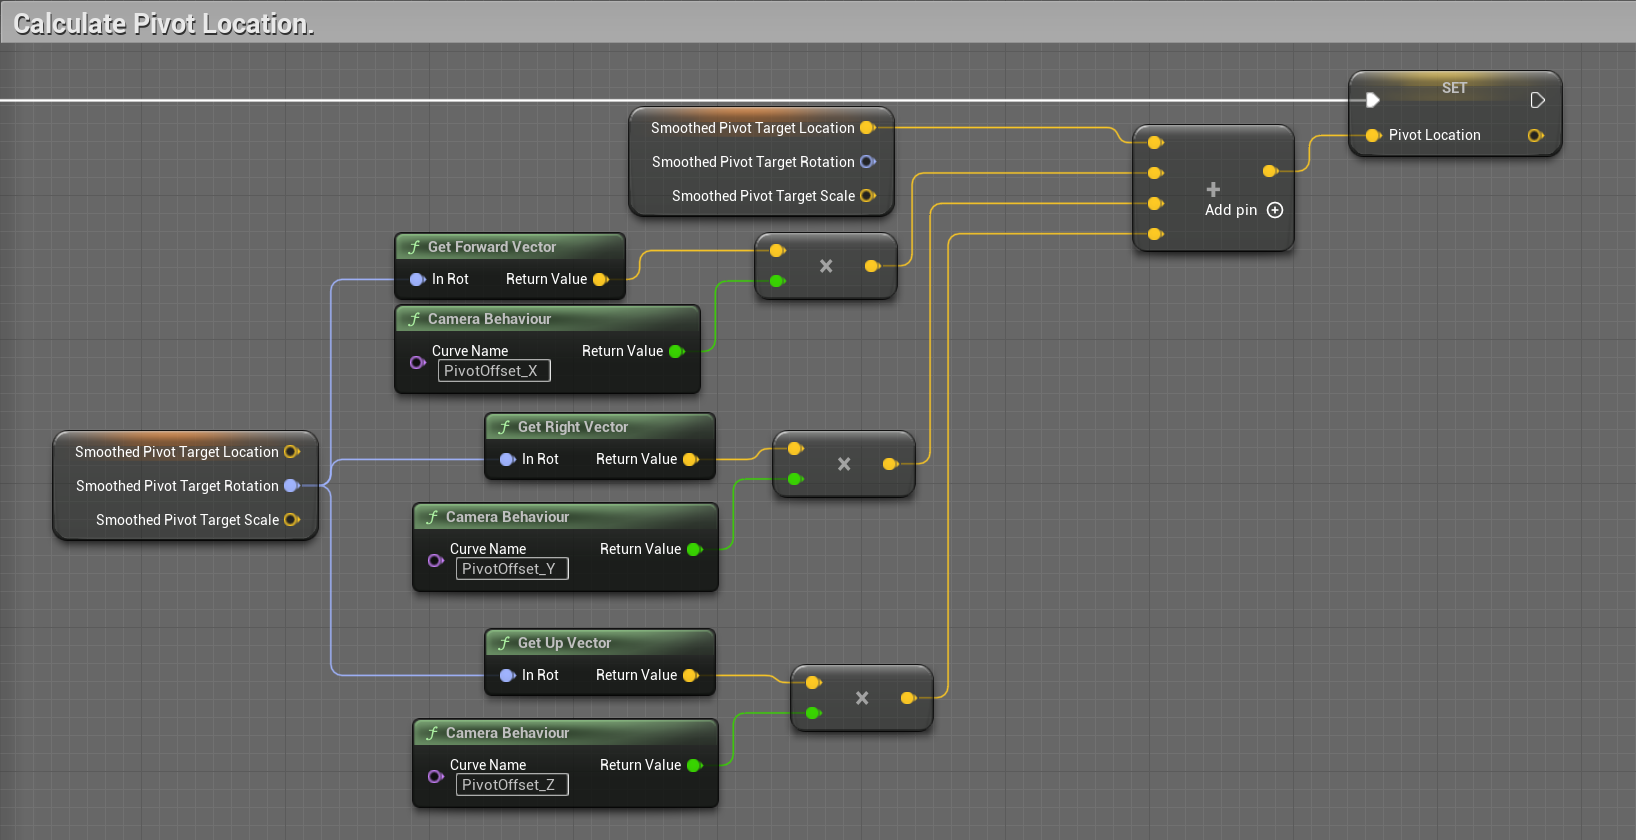 Calculate Pivot Location.
SET
Pivot Location
Smoothed Pivot Target Location
Smoothed Pivot Target Rotation
Smoothed Pivot Target Scale
+
Add pin
f Get Forward Vector
In Rot Return Value
×
f Camera Behaviour
Curve Name Return Value
PivotOffset_X
f Get Right Vector
In Rot Return Value
×
Smoothed Pivot Target Location
Smoothed Pivot Target Rotation
Smoothed Pivot Target Scale
f Camera Behaviour
Curve Name Return Value
PivotOffset_Y
f Get Up Vector
In Rot Return Value
×
f Camera Behaviour
Curve Name Return Value
PivotOffset_Z